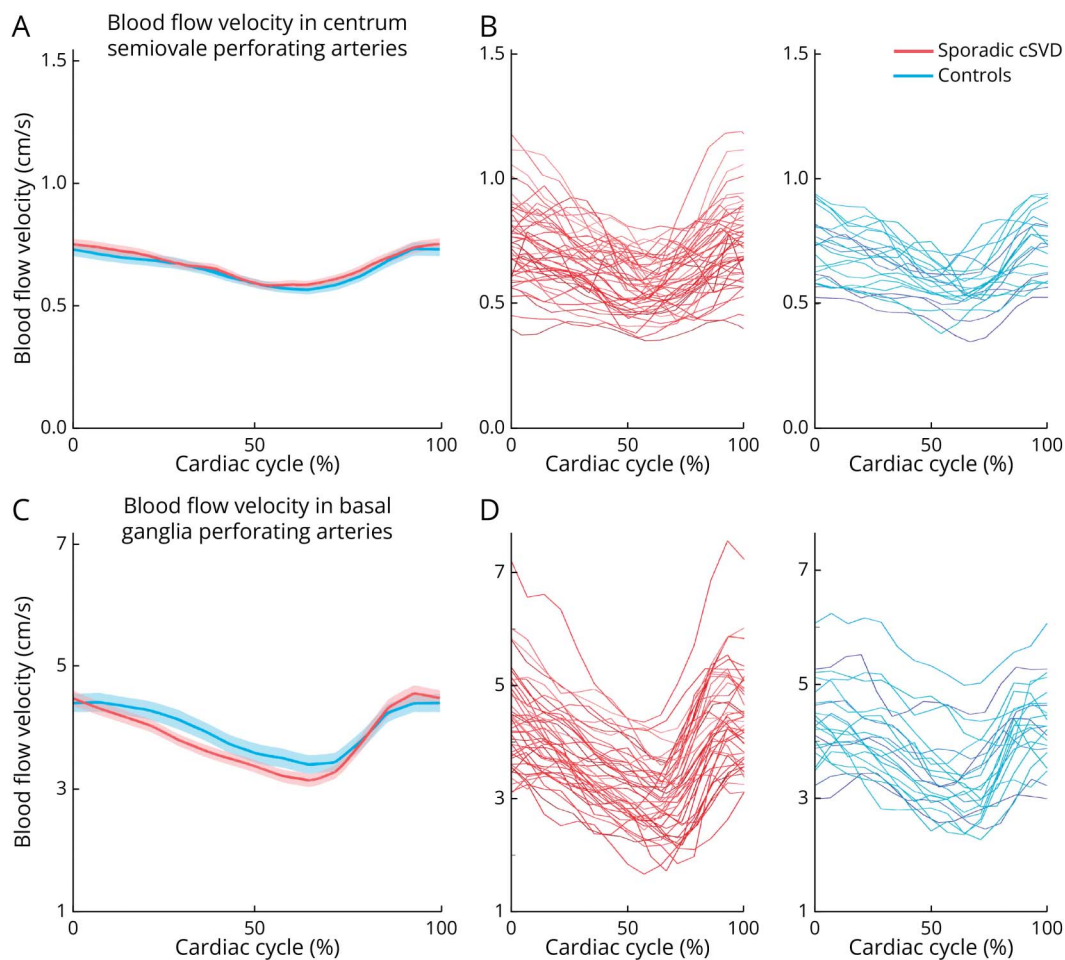 A
Blood flow velocity in centrum
semiovale perforating arteries
B
Sporadic cSVD
Controls
Blood flow velocity (cm/s)
1.5
1.0
0.5
0.0
0
50
100
Cardiac cycle (%)
1.5
1.0
0.5
0.0
0
50
100
Cardiac cycle (%)
1.5
1.0
0.5
0.0
0
50
100
Cardiac cycle (%)
C
Blood flow velocity in basal
ganglia perforating arteries
D
Blood flow velocity (cm/s)
7
5
3
1
0
50
100
Cardiac cycle (%)
7
5
3
1
0
50
100
Cardiac cycle (%)
7
5
3
1
0
50
100
Cardiac cycle (%)